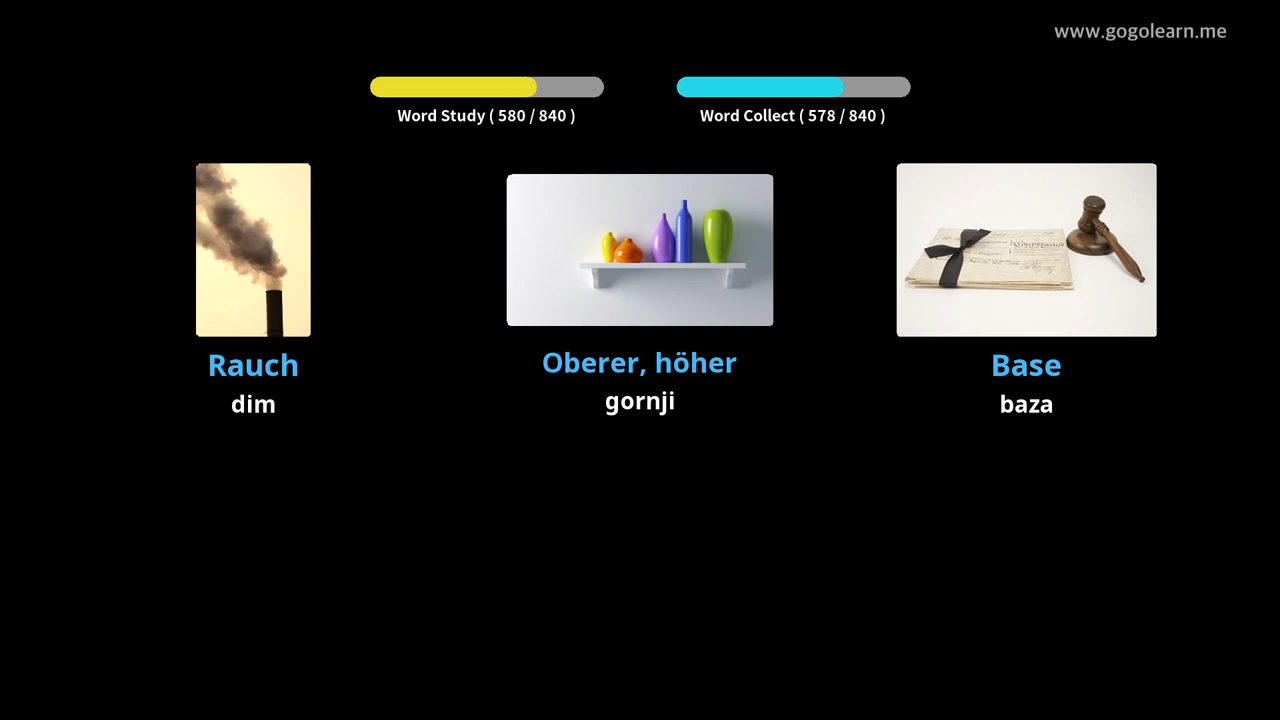 www.gogolearn.me
Word Study ( 580 / 840 )
Word Collect ( 578 / 840 )
Rauch
dim
Oberer, höher
gornji
Base
baza